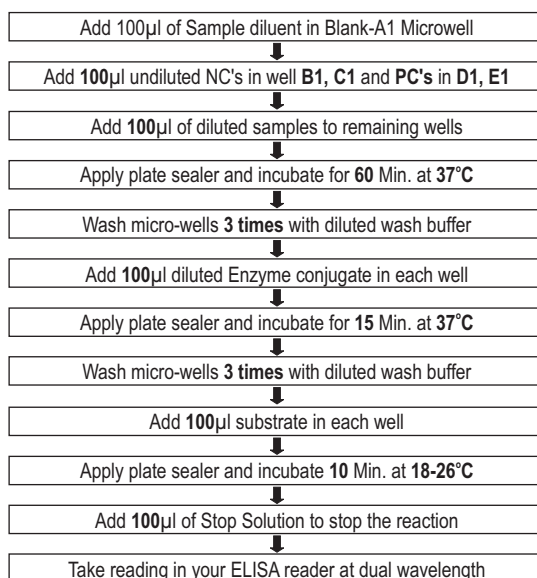 Add 100µl of Sample diluent in Blank-A1 Microwell
Add 100µl undiluted NC's in well B1, C1 and PC's in D1, E1
Add 100µl of diluted samples to remaining wells
Apply plate sealer and incubate for 60 Min. at 37°C
Wash micro-wells 3 times with diluted wash buffer
Add 100µl diluted Enzyme conjugate in each well
Apply plate sealer and incubate for 15 Min. at 37°C
Wash micro-wells 3 times with diluted wash buffer
Add 100µl substrate in each well
Apply plate sealer and incubate 10 Min. at 18-26°C
Add 100µl of Stop Solution to stop the reaction
Take reading in your ELISA reader at dual wavelength